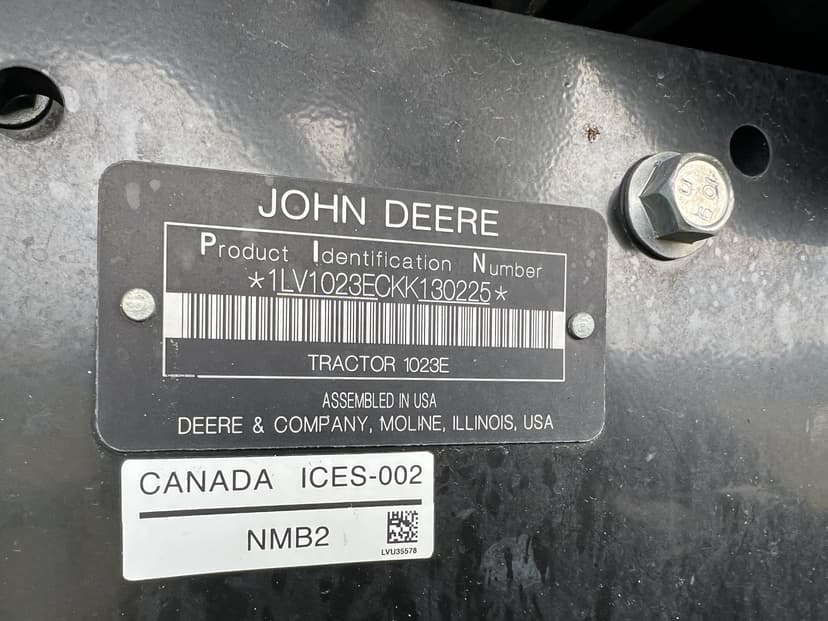 JOHN DEERE
Product Identification Number
*1LV1023ECKK130225*
TRACTOR 1023E
ASSEMBLED IN USA
DEERE & COMPANY, MOLINE, ILLINOIS, USA
CANADA ICES-002
NMB2
LVU35578